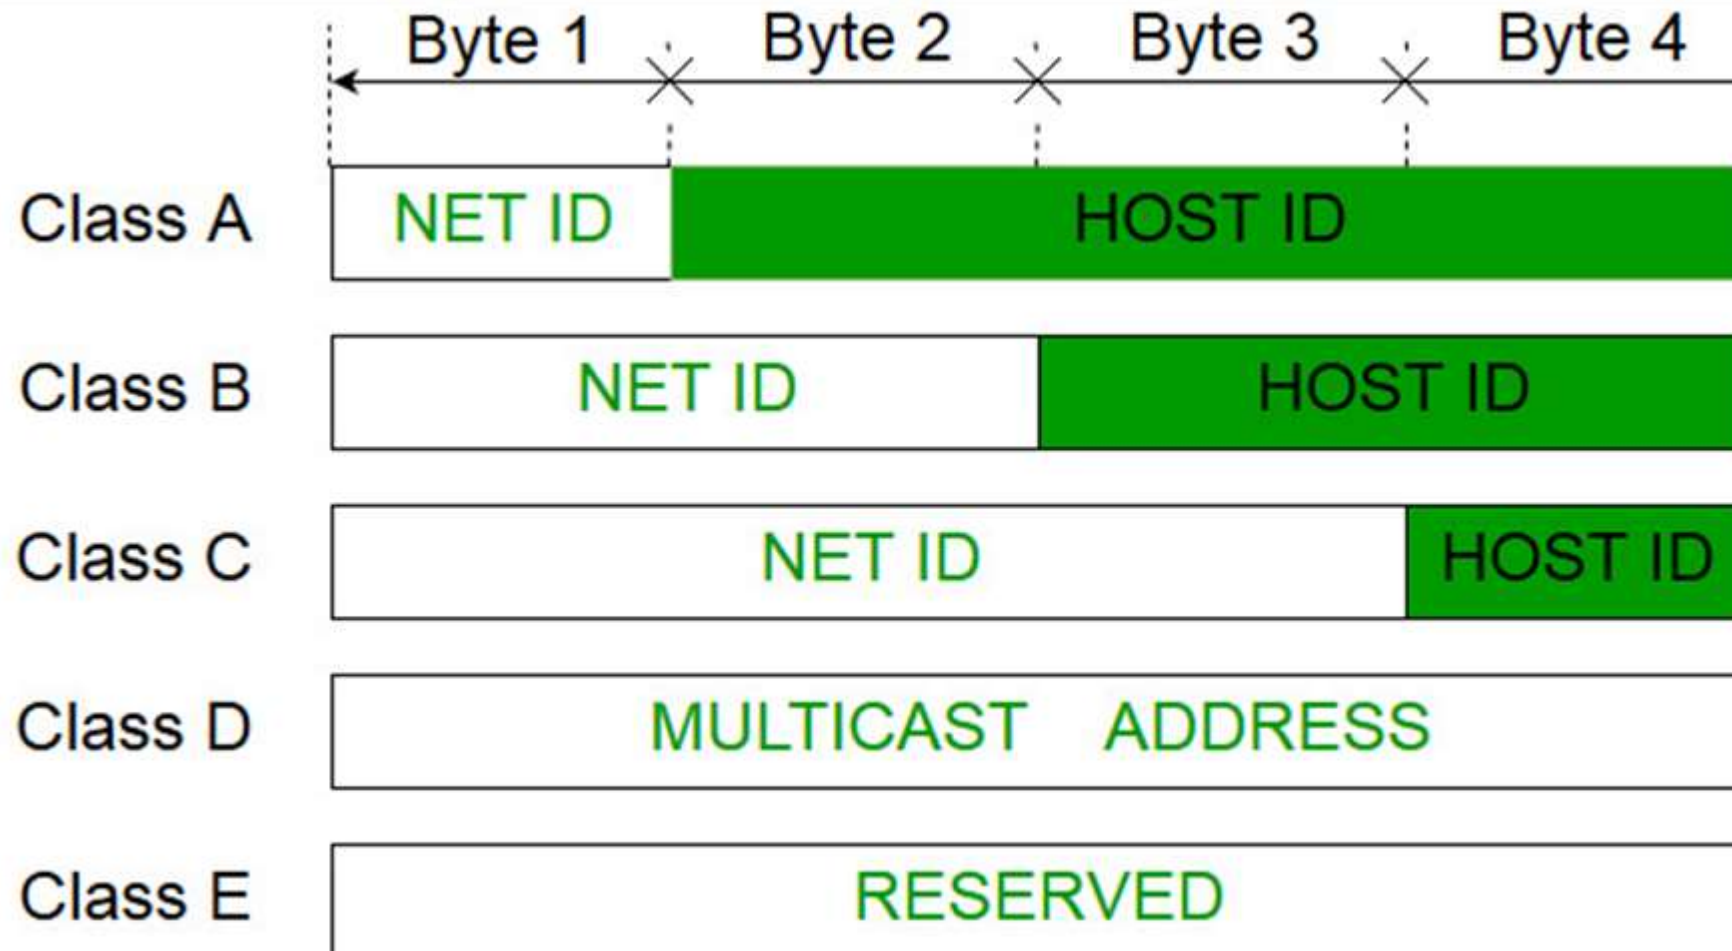 Byte 1 Byte 2 Byte 3 Byte 4
Class A NET ID HOST ID
Class B NET ID HOST ID
Class C NET ID HOST ID
Class D MULTICAST ADDRESS
Class E RESERVED